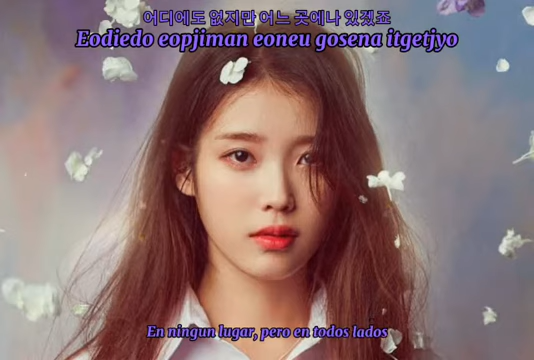 어디에도 없지만 어느 곳에나 있겠죠
Eodiedo eopjiman eoneu gosena itgetjyo
En ningun lugar, pero en todos lados